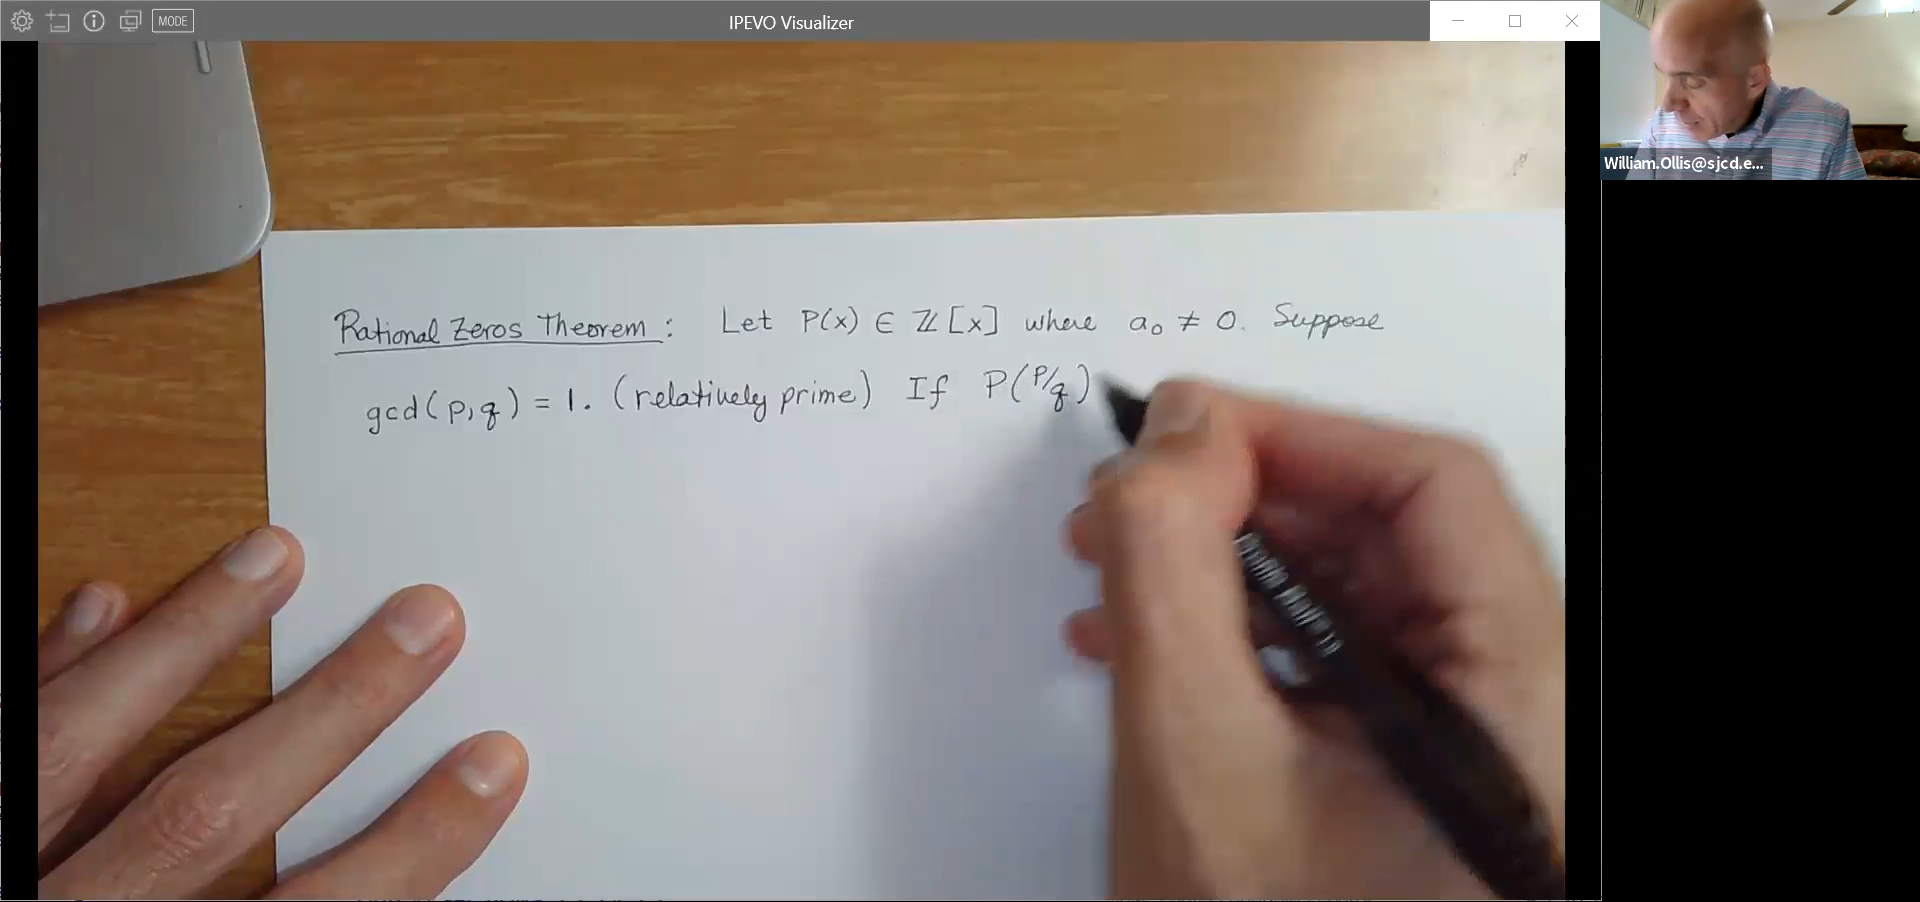 MODE
IPEVO Visualizer
William.Ollis@sjcd.e...
Rational Zeros Theorem: Let P(x) ∈ ℤ[x] where a₀ ≠ 0. Suppose
gcd(p,q) = 1. (relatively prime) If P(p/q)